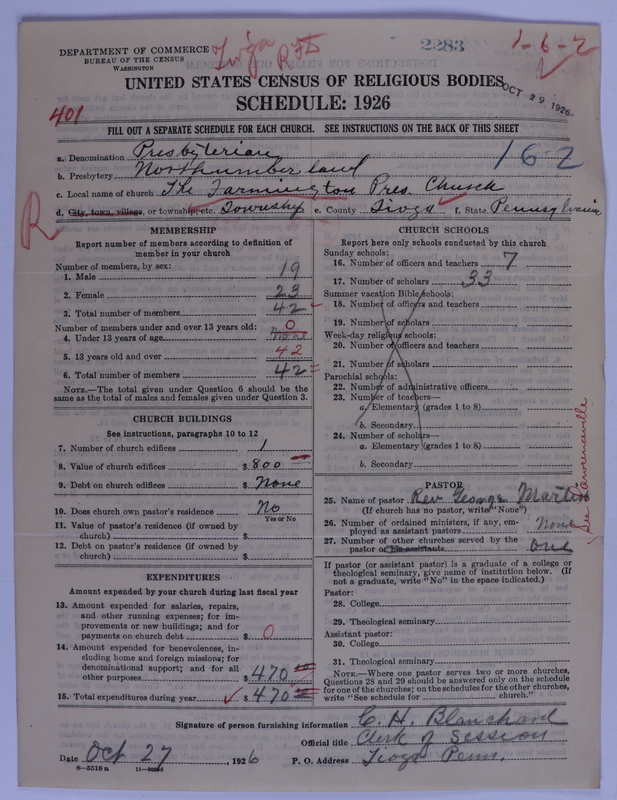 DEPARTMENT OF COMMERCE
BUREAU OF THE CENSUS
WASHINGTON
Tioga
2283
1-6-2
UNITED STATES CENSUS OF RELIGIOUS BODIES
OCT 29 1926
SCHEDULE: 1926
401
FILL OUT A SEPARATE SCHEDULE FOR EACH CHURCH. SEE INSTRUCTIONS ON THE BACK OF THIS SHEET
a. Denomination Presbyterian
162
b. Presbytery Northumberland
c. Local name of church The Farmington Pres. Church
d. City, town, village, or township, etc. Township e. County Tioga f. State Pennsylvania
R
MEMBERSHIP
Report number of members according to definition of
member in your church
Number of members, by sex:
1. Male 19
2. Female 23
3. Total number of members 42
Number of members under and over 13 years old: 0
4. Under 13 years of age None
5. 13 years old and over 42
6. Total number of members 42
NOTE.—The total given under Question 6 should be the
same as the total of males and females given under Question 3.
CHURCH BUILDINGS
See instructions, paragraphs 10 to 12
7. Number of church edifices 1
8. Value of church edifices $ 800
9. Debt on church edifices $ None
10. Does church own pastor's residence? No
Yes or No
11. Value of pastor's residence (if owned by
church) $
12. Debt on pastor's residence (if owned by
church) $
EXPENDITURES
Amount expended by your church during last fiscal year
13. Amount expended for salaries, repairs,
and other running expenses; for im-
provements or new buildings; and for
payments on church debt $ 0
14. Amount expended for benevolences, in-
cluding home and foreign missions; for
denominational support; and for all
other purposes $ 470
15. Total expenditures during year $ 470
CHURCH SCHOOLS
Report here only schools conducted by this church
Sunday schools:
16. Number of officers and teachers 7
17. Number of scholars 33
Summer vacation Bible schools:
18. Number of officers and teachers
19. Number of scholars
Week-day religious schools:
20. Number of officers and teachers
21. Number of scholars
Parochial schools:
22. Number of administrative officers
23. Number of teachers—
a. Elementary (grades 1 to 8)
b. Secondary
24. Number of scholars—
a. Elementary (grades 1 to 8)
b. Secondary
PASTOR
25. Name of pastor Rev. George Martin
(If church has no pastor, write "None")
26. Number of ordained ministers, if any, em-
ployed as assistant pastors None
27. Number of other churches served by the
pastor or his assistants one
See Lawrenceville
If pastor (or assistant pastor) is a graduate of a college or
theological seminary, give name of institution below. (If
not a graduate, write "No" in the space indicated.)
Pastor:
28. College
29. Theological seminary
Assistant pastor:
30. College
31. Theological seminary
NOTE.—Where one pastor serves two or more churches,
Questions 28 and 29 should be answered only on the schedule
for one of the churches; on the schedules for the other churches,
write "See schedule for church."
Signature of person furnishing information C. H. Blanchard
Official title Clerk of Session
Date Oct 27, 1926 P. O. Address Tioga Penn.
8—5518a